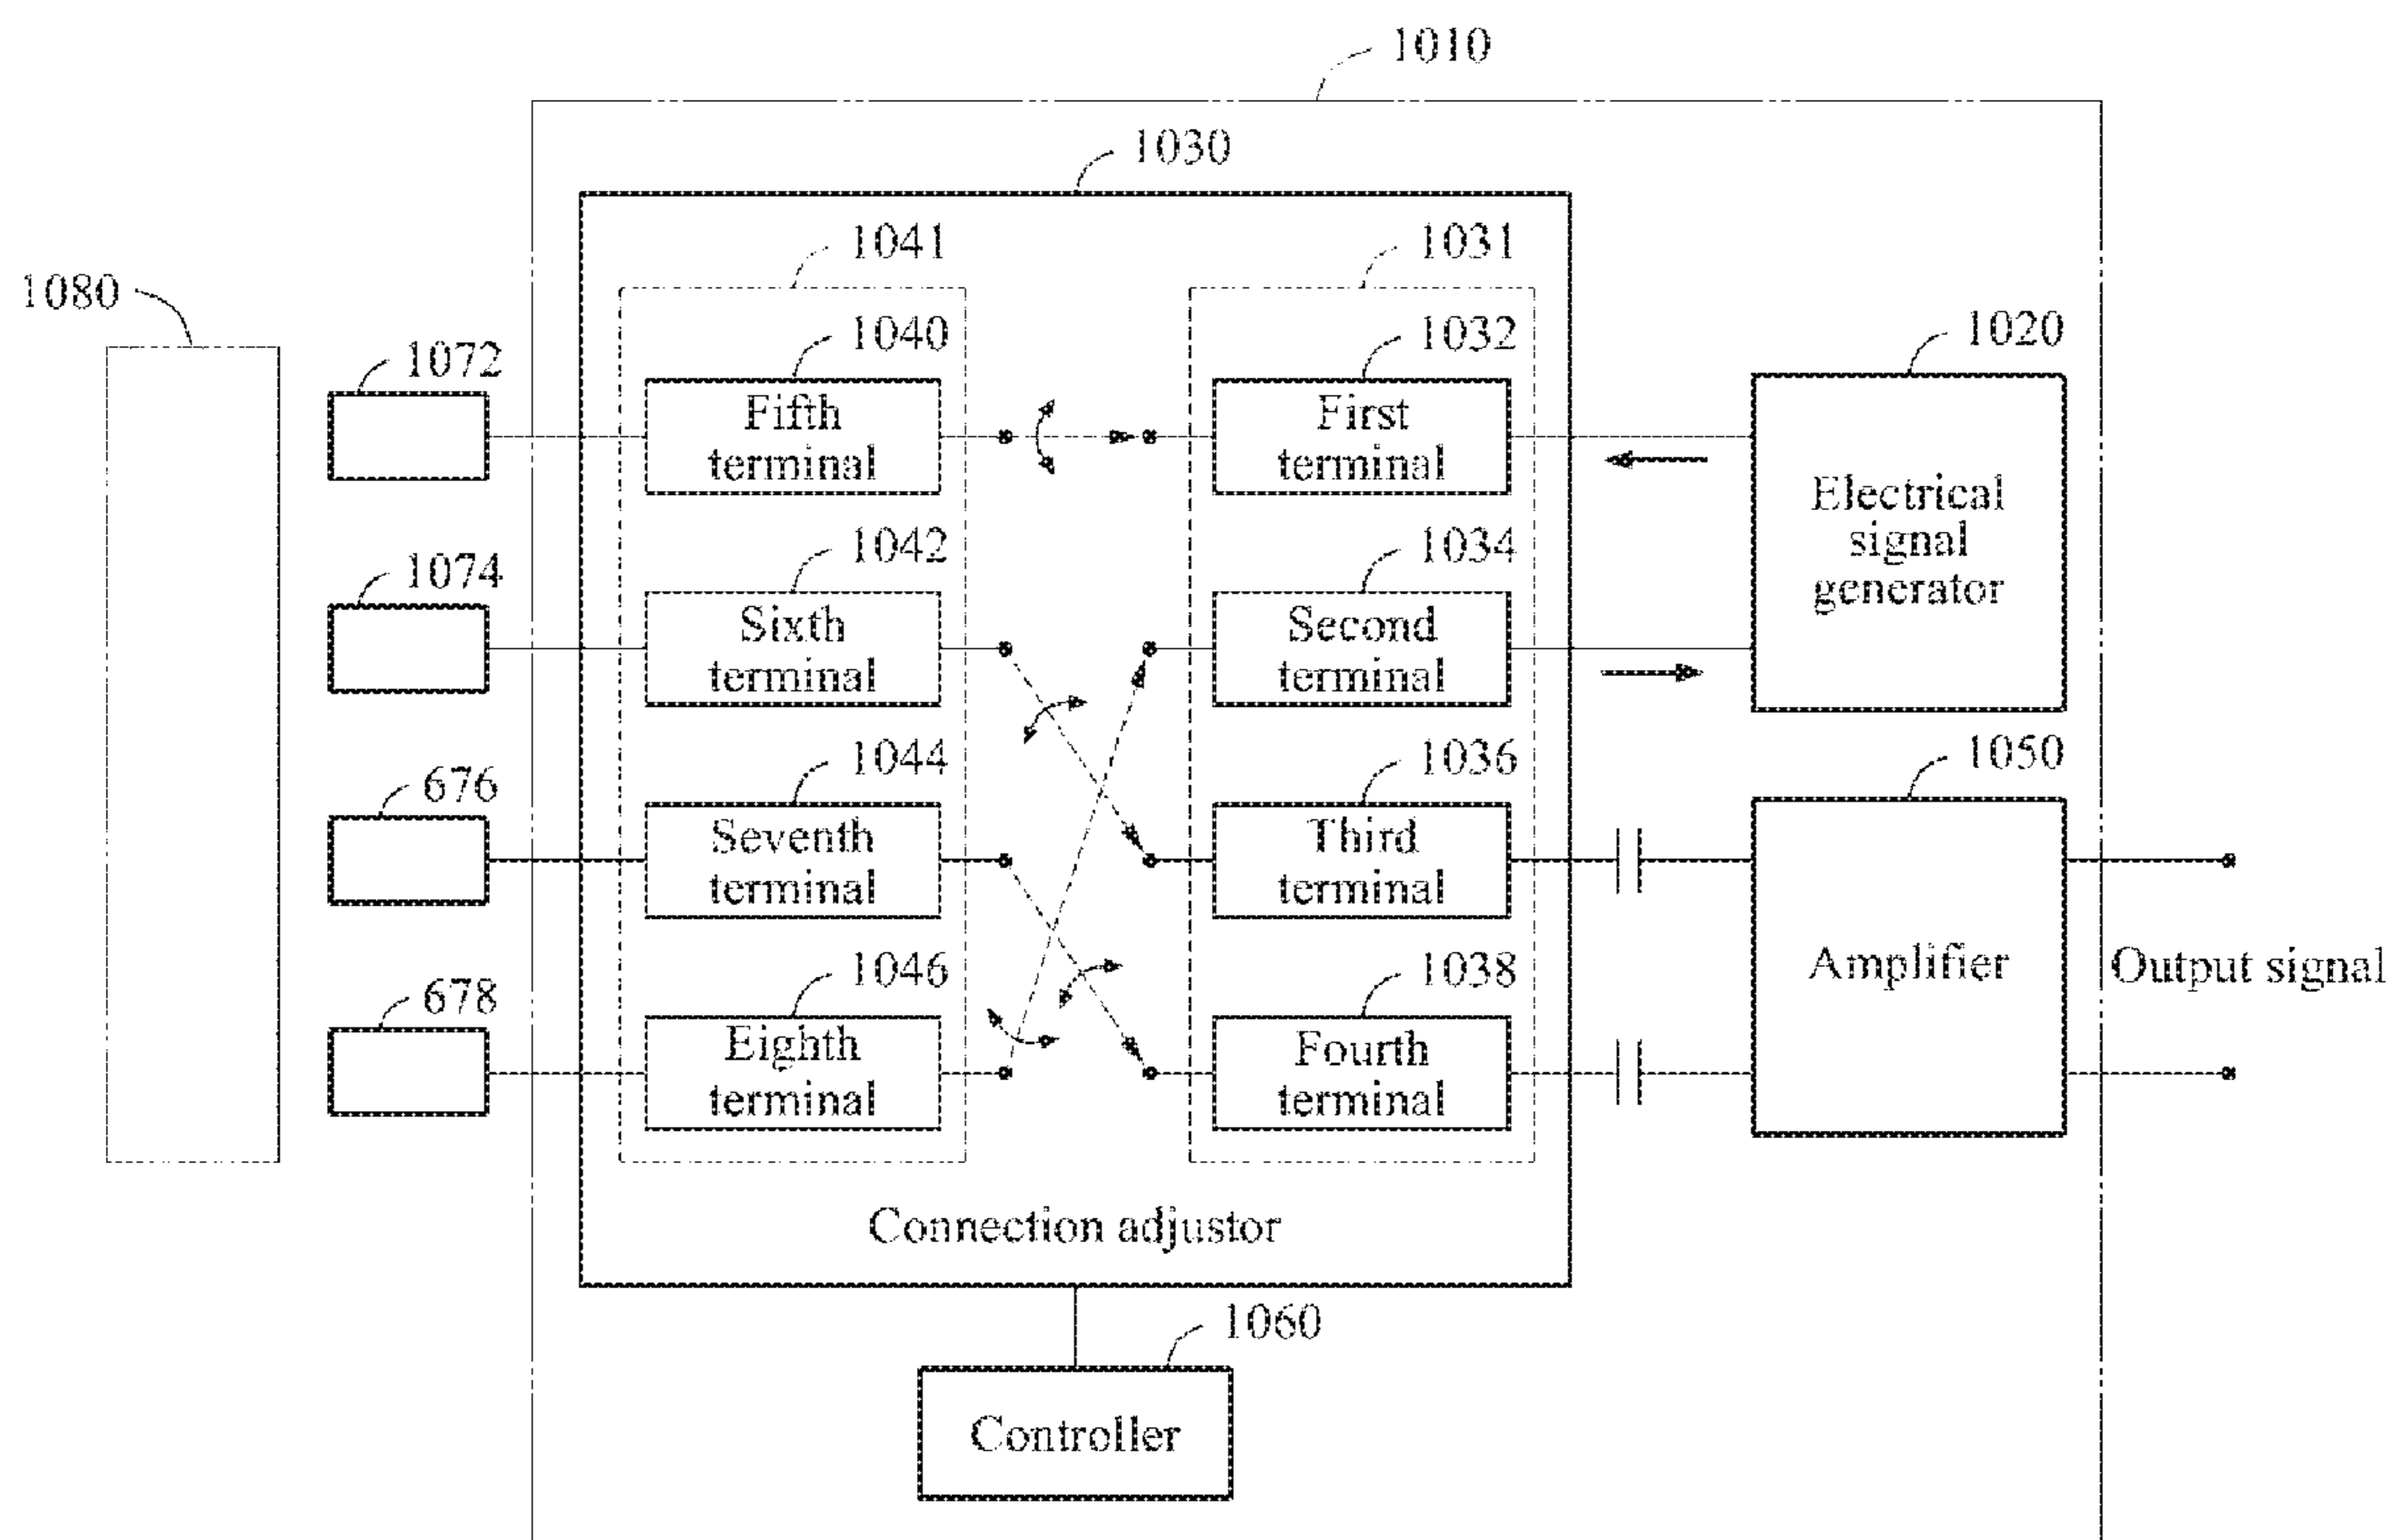 1010
1030
1041
1031
1080
1040
1032
1020
1072
Fifth
terminal
First
terminal
Electrical
signal
generator
1042
1034
1074
Sixth
terminal
Second
terminal
1044
1036
1050
676
Seventh
terminal
Third
terminal
Amplifier
Output signal
1046
1038
678
Eighth
terminal
Fourth
terminal
Connection adjustor
1060
Controller